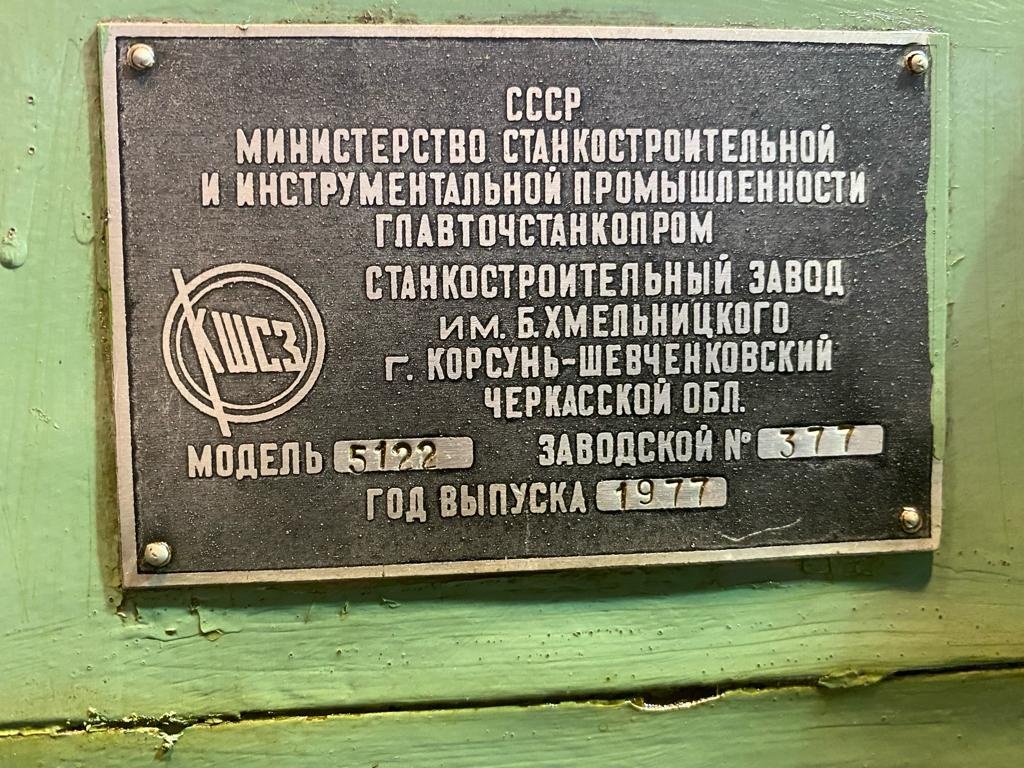 СССР
МИНИСТЕРСТВО СТАНКОСТРОИТЕЛЬНОЙ
И ИНСТРУМЕНТАЛЬНОЙ ПРОМЫШЛЕННОСТИ
ГЛАВТОЧСТАНКОПРОМ
СТАНКОСТРОИТЕЛЬНЫЙ ЗАВОД
ИМ. Б. ХМЕЛЬНИЦКОГО
Г. КОРСУНЬ-ШЕВЧЕНКОВСКИЙ
ЧЕРКАССКОЙ ОБЛ.
КШСЗ
МОДЕЛЬ 5122 ЗАВОДСКОЙ № 377
ГОД ВЫПУСКА 1977